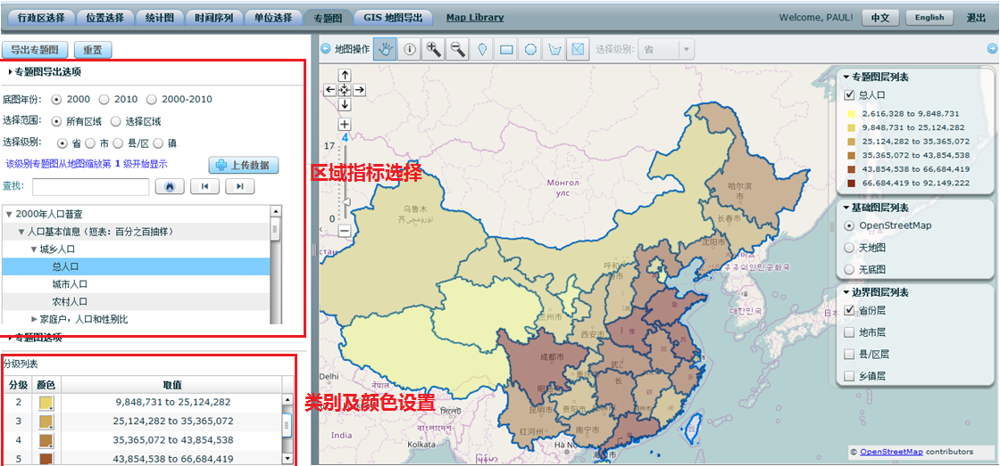 行政区选择 位置选择 统计图 时间序列 单位选择 专题图 GIS 地图导出 Map Library Welcome, PAUL! 中文 English 退出
导出专题图 重置
专题图导出选项
底图年份: 2000 2010 2000-2010
选择范围: 所有区域 选择区域
选择级别: 省 市 县/区 镇
该级别专题图从地图缩放第 1 级开始显示
上传数据
查找:
2000年人口普查
人口基本信息（短表: 百分之百抽样）
城乡人口
总人口
城市人口
农村人口
家庭户, 人口和性别比
专题图选项
分级列表
分级 颜色 取值
2 9,848,731 to 25,124,282
3 25,124,282 to 35,365,072
4 35,365,072 to 43,854,538
5 43,854,538 to 66,684,419
区域指标选择
类别及颜色设置
地图操作 选择级别: 省
17
4
0
Монгол
улс
乌鲁木
哈尔滨
市
长春市
沈阳市
呼和
兰州市
西安市
成都市
武
长
昆明市
贵阳市
红河州
南宁市
Delhi
India
Kolkata
Hà Nội
대한민국
日本
专题图层列表
总人口
2,616,328 to 9,848,731
9,848,731 to 25,124,282
25,124,282 to 35,365,072
35,365,072 to 43,854,538
43,854,538 to 66,684,419
66,684,419 to 92,149,222
基础图层列表
OpenStreetMap
天地图
无底图
边界图层列表
省份层
地市层
县/区层
乡镇层
© OpenStreetMap contributors